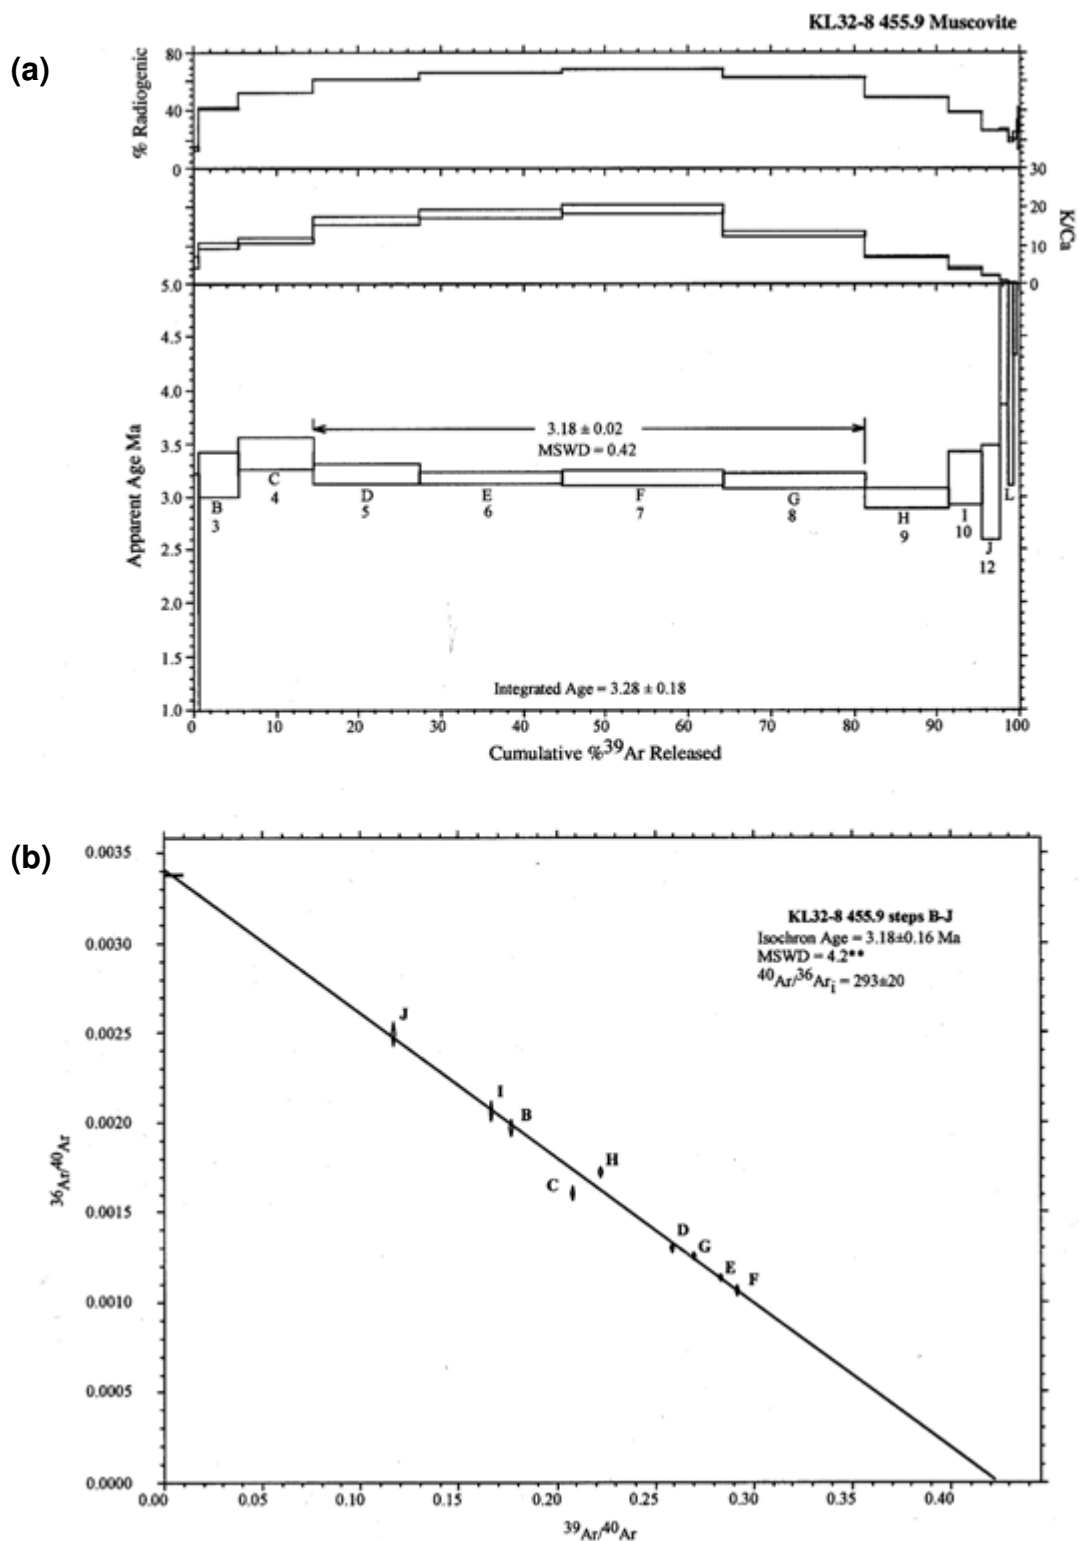 KL32-8 455.9 Muscovite
(a)
% Radiogenic
80
40
0
30
20
10
0
K/Ca
Apparent Age Ma
5.0
4.5
4.0
3.5
3.0
2.5
2.0
1.5
1.0
3.18 ± 0.02
MSWD = 0.42
B
3
C
4
D
5
E
6
F
7
G
8
H
9
I
10
J
12
L
Integrated Age = 3.28 ± 0.18
0 10 20 30 40 50 60 70 80 90 100
Cumulative %39Ar Released
(b)
0.0035
0.0030
0.0025
0.0020
0.0015
0.0010
0.0005
0.0000
36Ar/40Ar
KL32-8 455.9 steps B-J
Isochron Age = 3.18±0.16 Ma
MSWD = 4.2**
40Ar/36Ari = 293±20
J
I
B
H
C
D
G
E
F
0.00 0.05 0.10 0.15 0.20 0.25 0.30 0.35 0.40
39Ar/40Ar